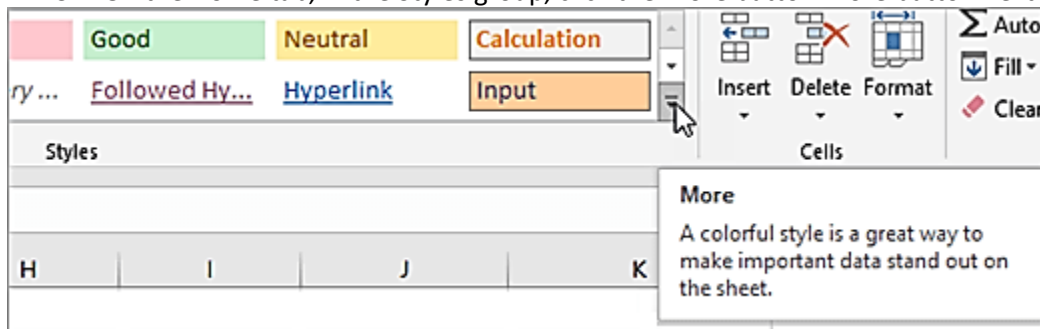 Good Neutral Calculation
ry ... Followed Hy... Hyperlink Input
Styles
Insert Delete Format
Cells
Auto
Fill
Clear
More
A colorful style is a great way to
make important data stand out on
the sheet.
H I J K